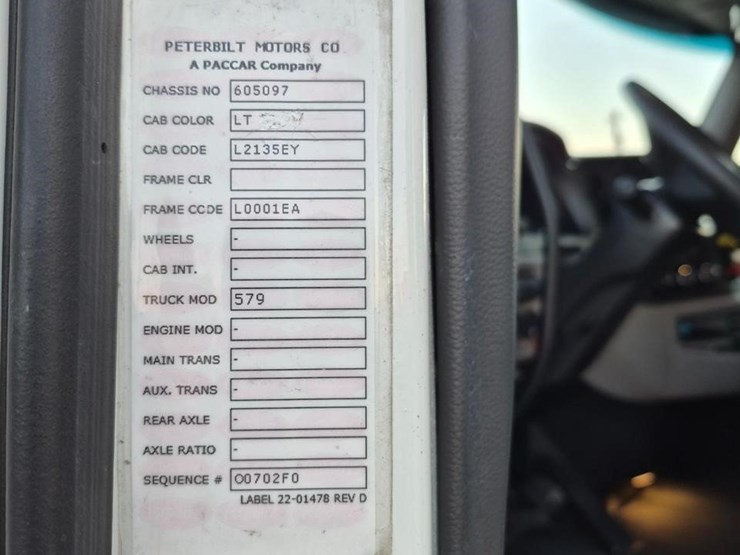 PETERBILT MOTORS CO
A PACCAR Company
CHASSIS NO 605097
CAB COLOR LT
CAB CODE L2135EY
FRAME CLR
FRAME CODE L0001EA
WHEELS -
CAB INT. -
TRUCK MOD 579
ENGINE MOD -
MAIN TRANS -
AUX. TRANS -
REAR AXLE -
AXLE RATIO -
SEQUENCE # O0702F0
LABEL 22-01478 REV D